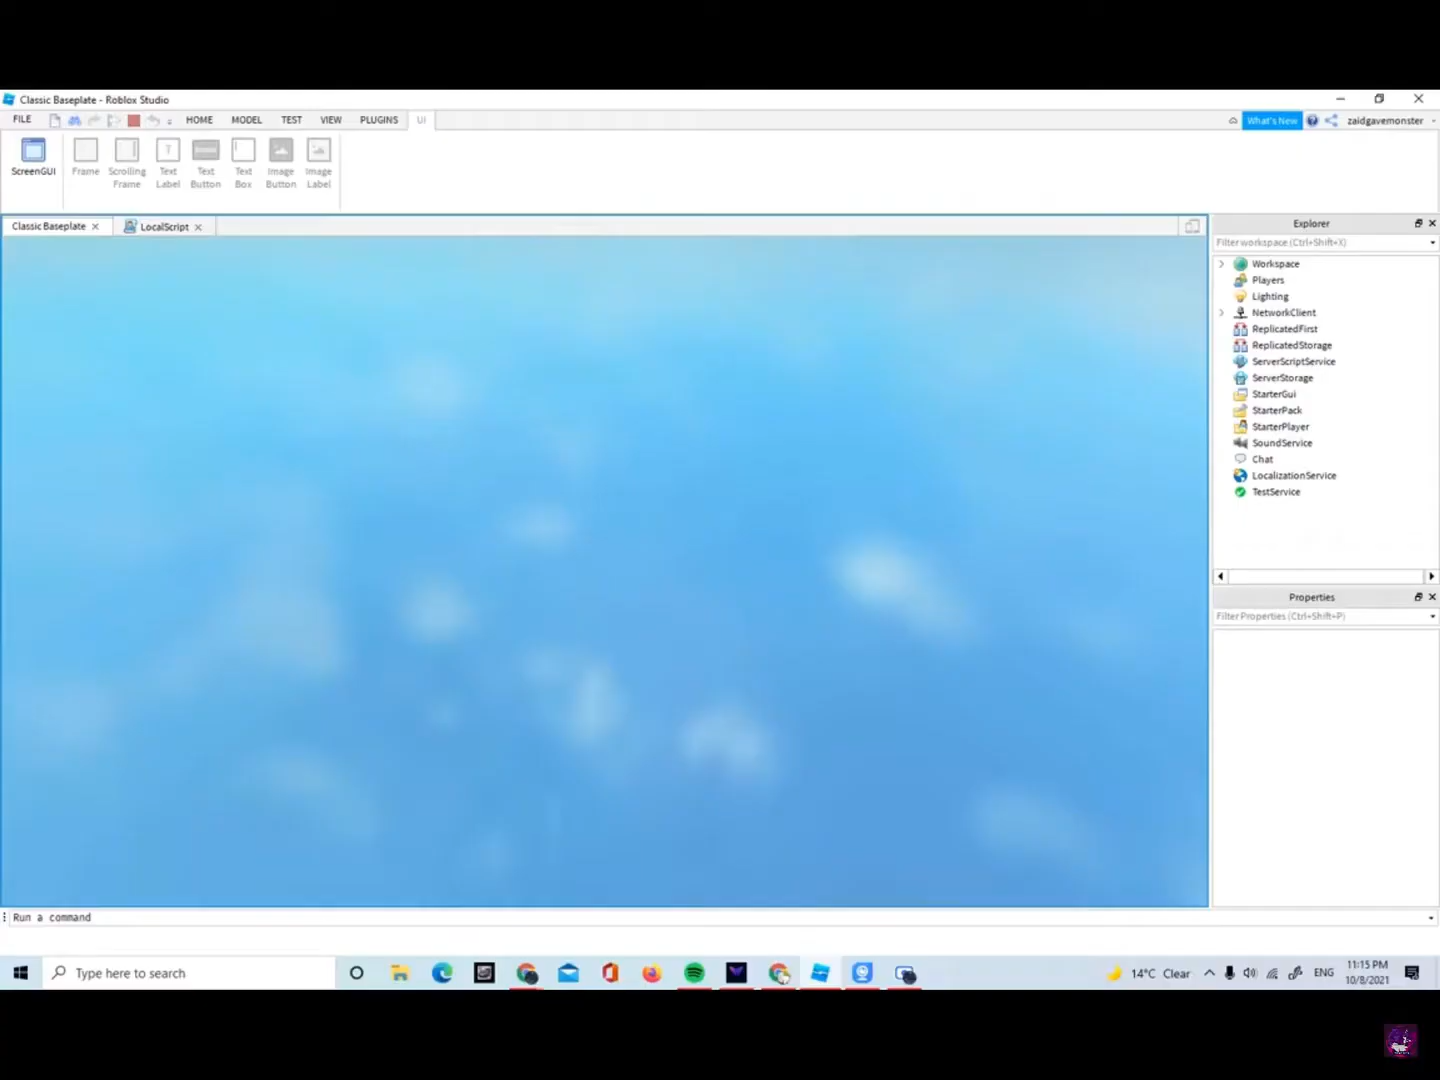 Classic Baseplate - Roblox Studio
FILE HOME MODEL TEST VIEW PLUGINS UI What's New zaidgavemonster
ScreenGUI Frame Scrolling Frame Text Label Text Button Text Box Image Button Image Label
Classic Baseplate LocalScript
Explorer
Filter workspace (Ctrl+Shift+X)
Workspace
Players
Lighting
NetworkClient
ReplicatedFirst
ReplicatedStorage
ServerScriptService
ServerStorage
StarterGui
StarterPack
StarterPlayer
SoundService
Chat
LocalizationService
TestService
Properties
Filter Properties (Ctrl+Shift+P)
Run a command
Type here to search
14°C Clear
ENG
11:15 PM
10/8/2021